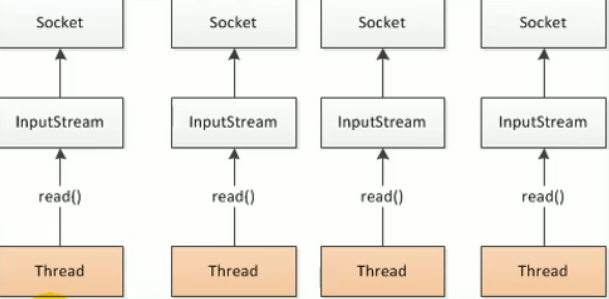 Socket Socket Socket Socket
InputStream InputStream InputStream InputStream
read() read() read() read()
Thread Thread Thread Thread